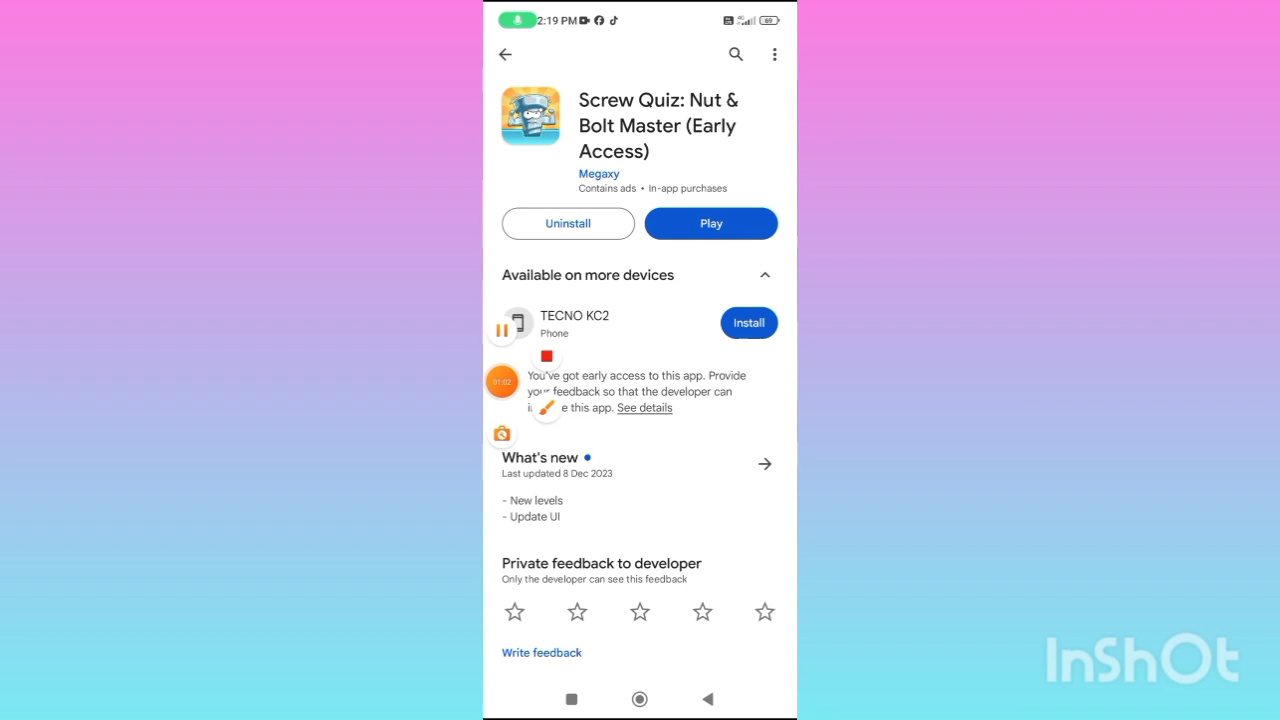 2:19 PM
69
Screw Quiz: Nut &
Bolt Master (Early
Access)
Megaxy
Contains ads • In-app purchases
Uninstall
Play
Available on more devices
TECNO KC2
Phone
Install
01:02
You've got early access to this app. Provide
your feedback so that the developer can
e this app. See details
What's new
Last updated 8 Dec 2023
- New levels
- Update UI
Private feedback to developer
Only the developer can see this feedback
Write feedback
InShOt